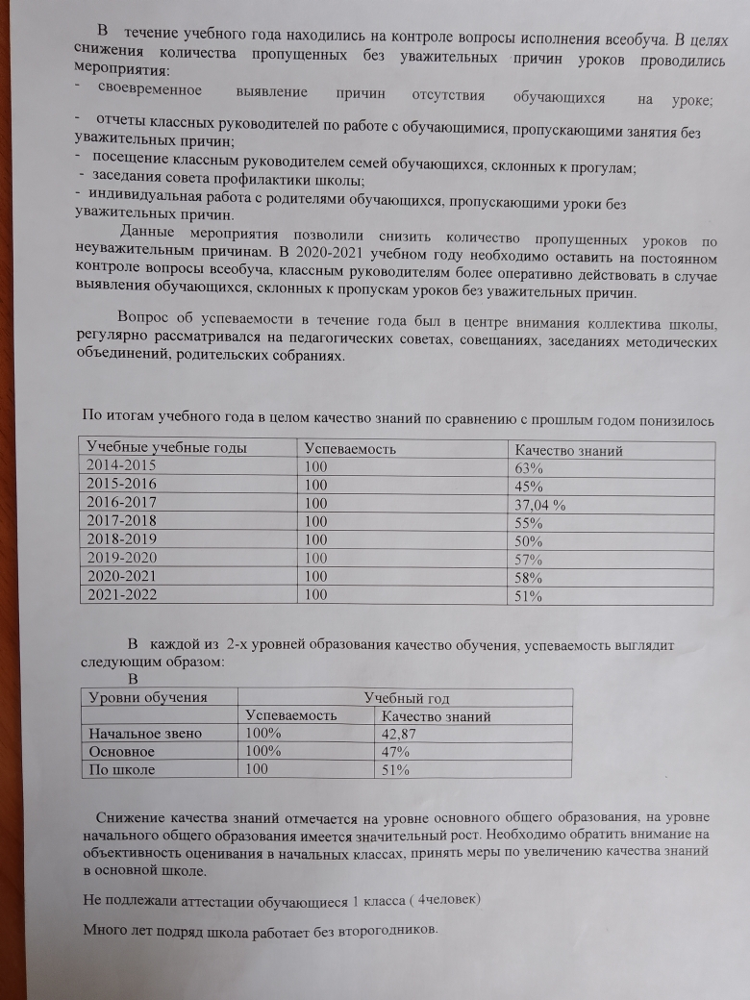 В течение учебного года находились на контроле вопросы исполнения всеобуча. В целях
снижения количества пропущенных без уважительных причин уроков проводились
мероприятия:
- своевременное выявление причин отсутствия обучающихся на уроке;
- отчеты классных руководителей по работе с обучающимися, пропускающими занятия без
уважительных причин;
- посещение классным руководителем семей обучающихся, склонных к прогулам;
- заседания совета профилактики школы;
- индивидуальная работа с родителями обучающихся, пропускающими уроки без
уважительных причин.
Данные мероприятия позволили снизить количество пропущенных уроков по
неуважительным причинам. В 2020-2021 учебном году необходимо оставить на постоянном
контроле вопросы всеобуча, классным руководителям более оперативно действовать в случае
выявления обучающихся, склонных к пропускам уроков без уважительных причин.
Вопрос об успеваемости в течение года был в центре внимания коллектива школы,
регулярно рассматривался на педагогических советах, совещаниях, заседаниях методических
объединений, родительских собраниях.
По итогам учебного года в целом качество знаний по сравнению с прошлым годом понизилось
Учебные учебные годы Успеваемость Качество знаний
2014-2015 100 63%
2015-2016 100 45%
2016-2017 100 37,04 %
2017-2018 100 55%
2018-2019 100 50%
2019-2020 100 57%
2020-2021 100 58%
2021-2022 100 51%
В каждой из 2-х уровней образования качество обучения, успеваемость выглядит
следующим образом:
В
Уровни обучения Учебный год
Успеваемость Качество знаний
Начальное звено 100% 42,87
Основное 100% 47%
По школе 100 51%
Снижение качества знаний отмечается на уровне основного общего образования, на уровне
начального общего образования имеется значительный рост. Необходимо обратить внимание на
объективность оценивания в начальных классах, принять меры по увеличению качества знаний
в основной школе.
Не подлежали аттестации обучающиеся 1 класса ( 4человек)
Много лет подряд школа работает без второгодников.